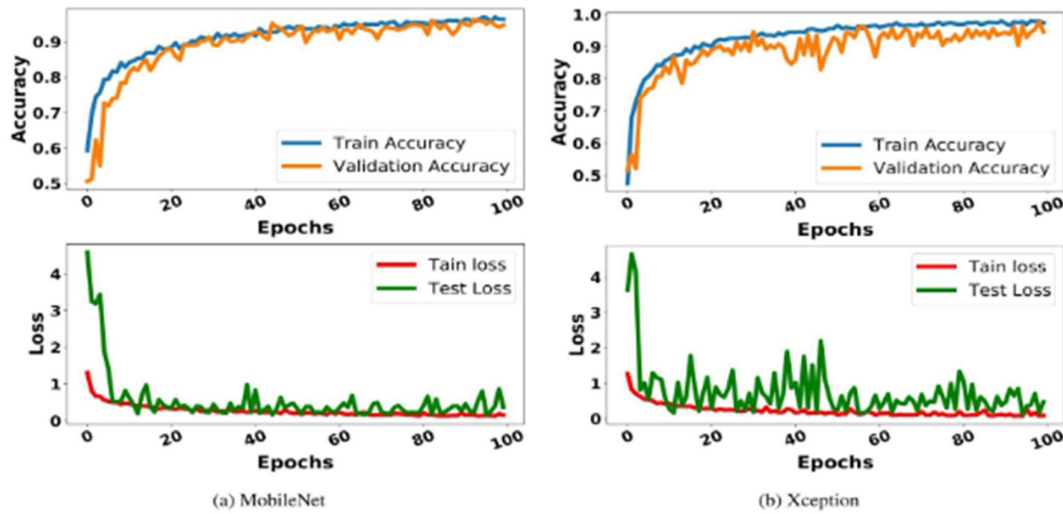 0.9
0.8
0.7
0.6
0.5
Accuracy
Train Accuracy
Validation Accuracy
0
20
40
60
80
100
Epochs
4
3
2
1
0
Loss
Tain loss
Test Loss
0
20
40
60
80
100
Epochs
(a) MobileNet
1.0
0.9
0.8
0.7
0.6
0.5
Accuracy
Train Accuracy
Validation Accuracy
0
20
40
60
80
100
Epochs
4
3
2
1
0
Loss
Tain loss
Test Loss
0
20
40
60
80
100
Epochs
(b) Xception